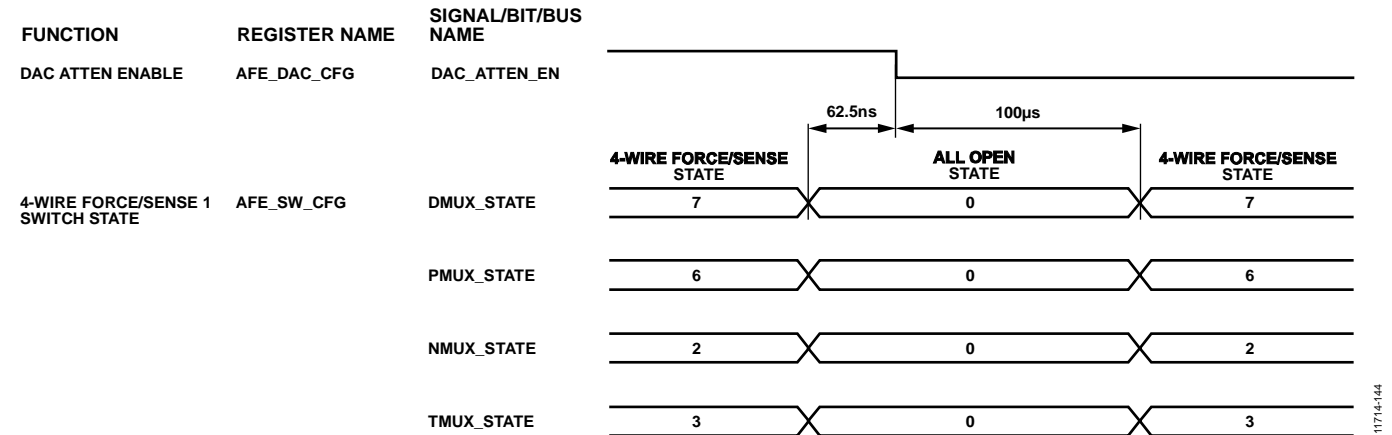 FUNCTION REGISTER NAME SIGNAL/BIT/BUS NAME
DAC ATTEN ENABLE AFE_DAC_CFG DAC_ATTEN_EN
62.5ns 100µs
4-WIRE FORCE/SENSE STATE ALL OPEN STATE 4-WIRE FORCE/SENSE STATE
4-WIRE FORCE/SENSE 1 SWITCH STATE AFE_SW_CFG DMUX_STATE 7 0 7
PMUX_STATE 6 0 6
NMUX_STATE 2 0 2
TMUX_STATE 3 0 3
11714-144